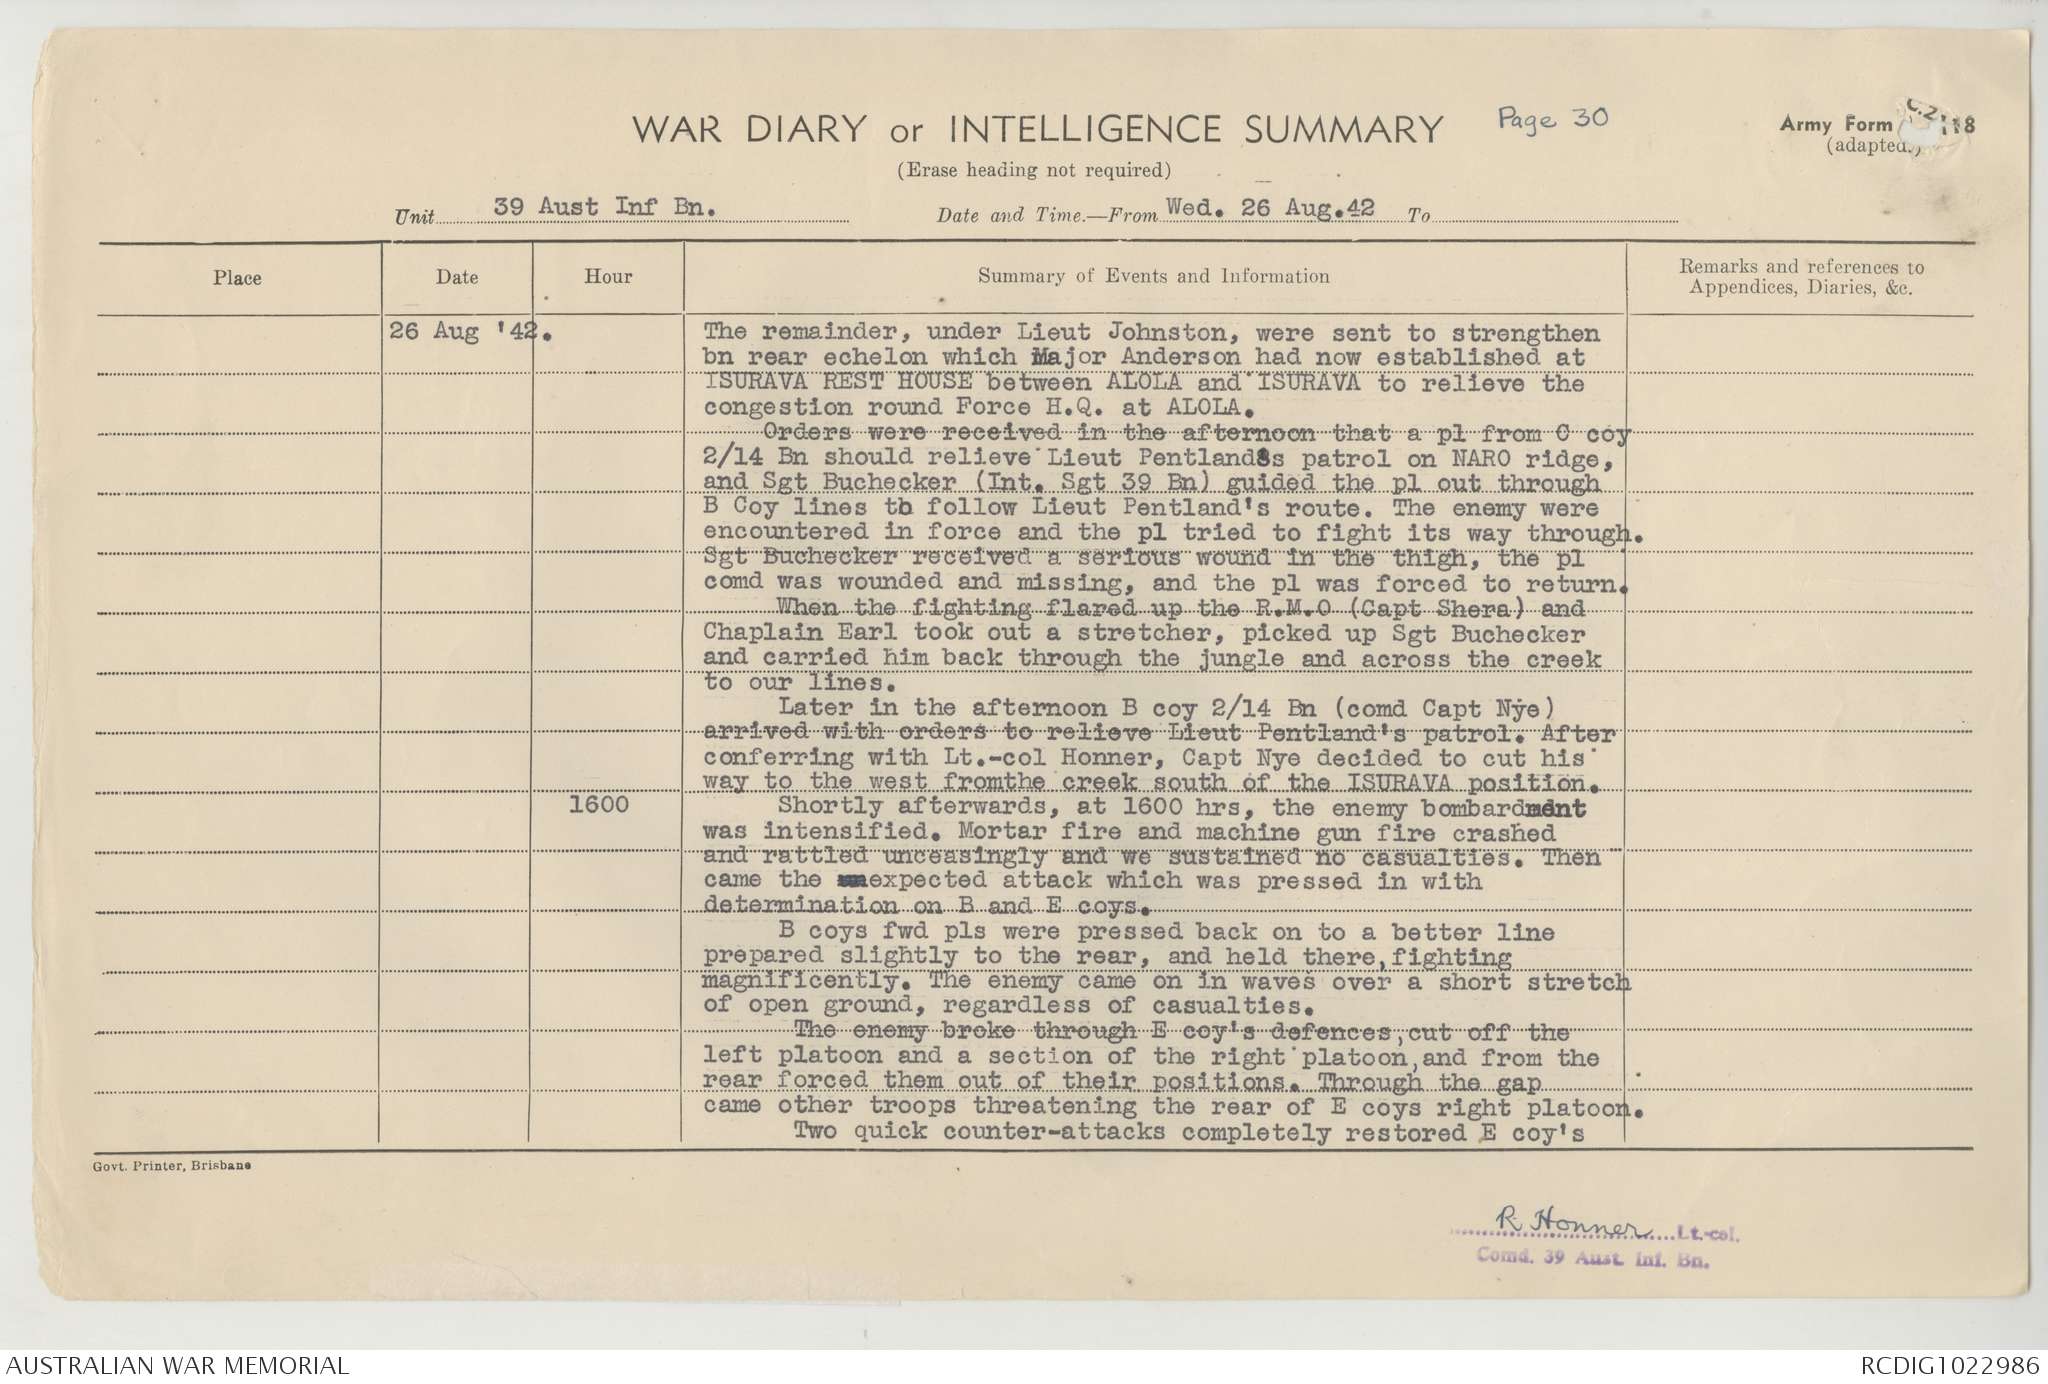 WAR DIARY or INTELLIGENCE SUMMARY
Page 30
Army Form C.2118
(adapted.)
(Erase heading not required)
Unit 39 Aust Inf Bn. Date and Time.—From Wed. 26 Aug.42 To
Place Date Hour Summary of Events and Information Remarks and references to
Appendices, Diaries, &c.
26 Aug '42. The remainder, under Lieut Johnston, were sent to strengthen
bn rear echelon which Major Anderson had now established at
ISURAVA REST HOUSE between ALOLA and ISURAVA to relieve the
congestion round Force H.Q. at ALOLA.
Orders were received in the afternoon that a pl from C coy
2/14 Bn should relieve Lieut Pentlands patrol on NARO ridge,
and Sgt Buchecker (Int. Sgt 39 Bn) guided the pl out through
B Coy lines to follow Lieut Pentland's route. The enemy were
encountered in force and the pl tried to fight its way through.
Sgt Buchecker received a serious wound in the thigh, the pl
comd was wounded and missing, and the pl was forced to return.
When the fighting flared up the R.M.O (Capt Shera) and
Chaplain Earl took out a stretcher, picked up Sgt Buchecker
and carried him back through the jungle and across the creek
to our lines.
Later in the afternoon B coy 2/14 Bn (comd Capt Nye)
arrived with orders to relieve Lieut Pentland's patrol. After
conferring with Lt.-col Honner, Capt Nye decided to cut his
way to the west fromthe creek south of the ISURAVA position.
1600 Shortly afterwards, at 1600 hrs, the enemy bombardment
was intensified. Mortar fire and machine gun fire crashed
and rattled unceasingly and we sustained no casualties. Then
came the expected attack which was pressed in with
determination on B and E coys.
B coys fwd pls were pressed back on to a better line
prepared slightly to the rear, and held there, fighting
magnificently. The enemy came on in waves over a short stretch
of open ground, regardless of casualties.
The enemy broke through E coy's defences, cut off the
left platoon and a section of the right platoon, and from the
rear forced them out of their positions. Through the gap
came other troops threatening the rear of E coys right platoon.
Two quick counter-attacks completely restored E coy's
Govt. Printer, Brisbane
R Honner Lt-col.
Comd. 39 Aust. Inf. Bn.
AUSTRALIAN WAR MEMORIAL RCDIG1022986